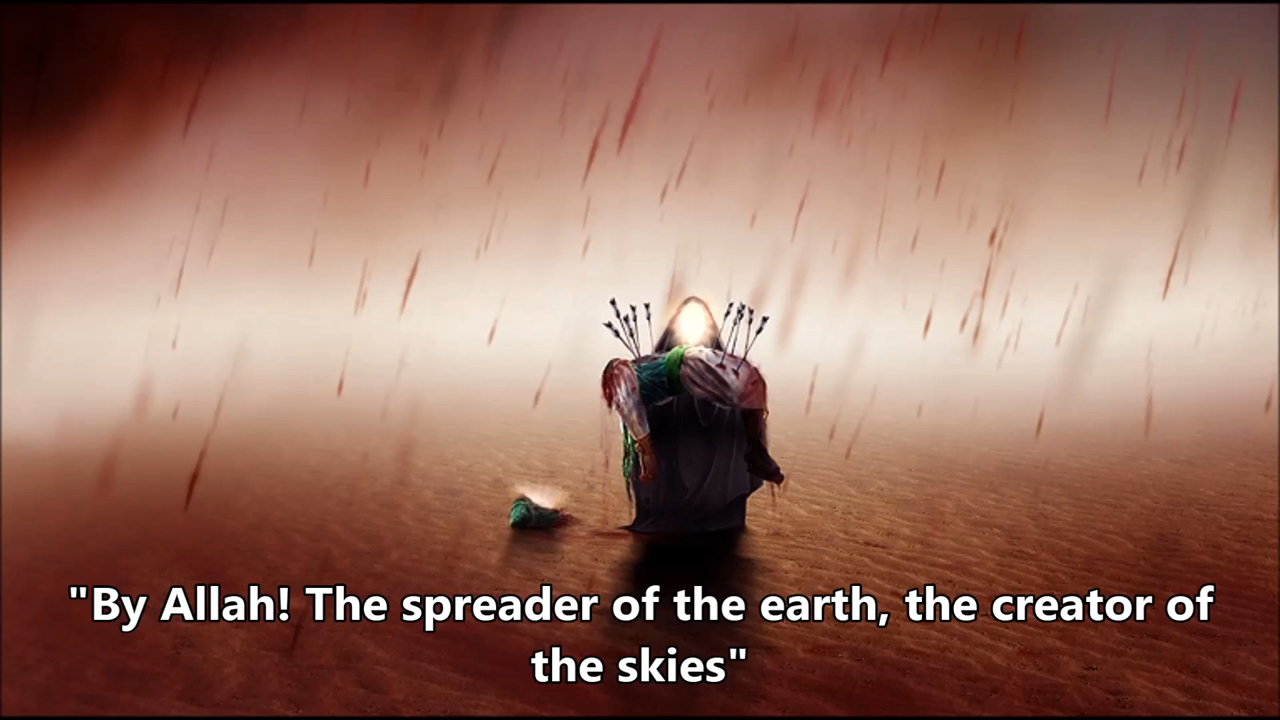 "By Allah! The spreader of the earth, the creator of
the skies"